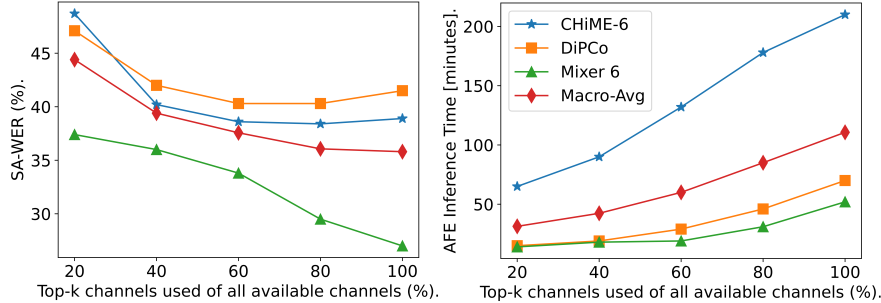 SA-WER (%).
45
40
35
30
20 40 60 80 100
Top-k channels used of all available channels (%).
AFE Inference Time [minutes].
200
150
100
50
CHiME-6
DiPCo
Mixer 6
Macro-Avg
20 40 60 80 100
Top-k channels used of all available channels (%).